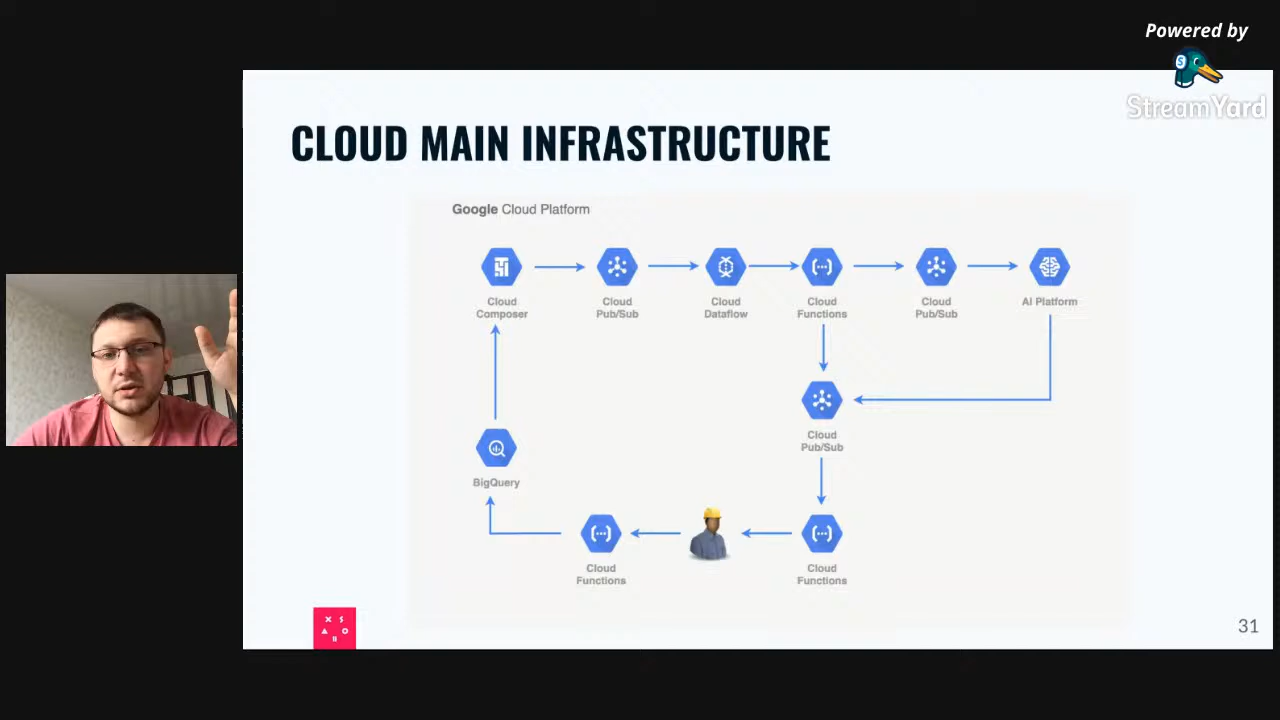 Powered by
StreamYard
CLOUD MAIN INFRASTRUCTURE
Google Cloud Platform
Cloud
Composer
Cloud
Pub/Sub
Cloud
Dataflow
Cloud
Functions
Cloud
Pub/Sub
AI Platform
Cloud
Pub/Sub
BigQuery
Cloud
Functions
Cloud
Functions
31